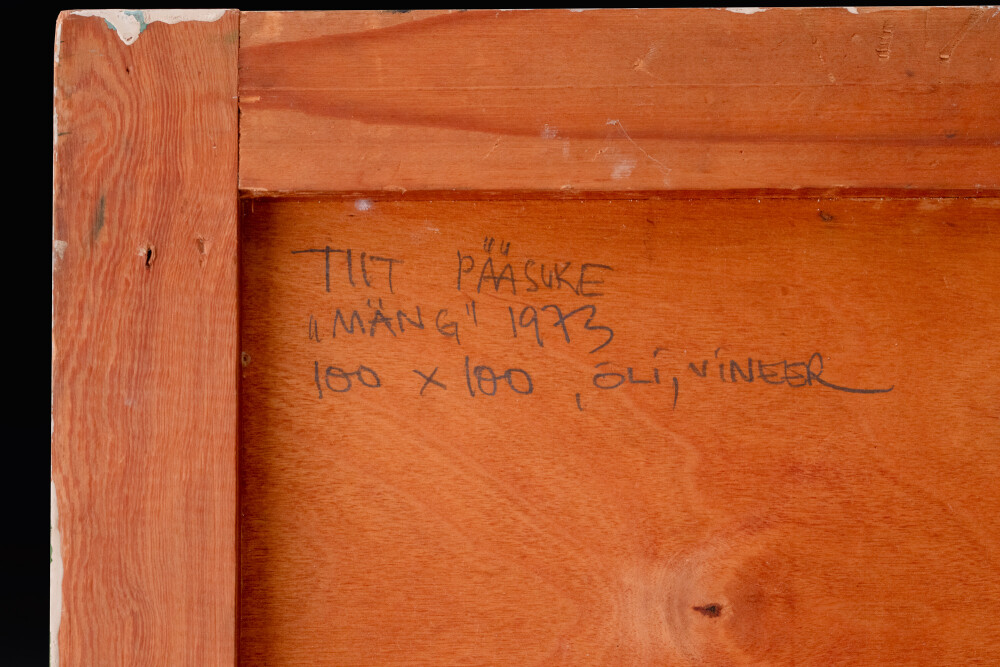 TIIT PÄÄSUKE
„MÄNG" 1973
100 x 100 , ÕLI, VINEER